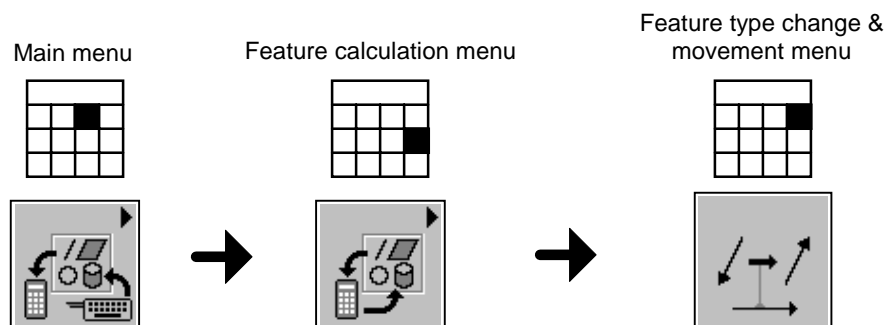 Main menu
Feature calculation menu
Feature type change &
movement menu